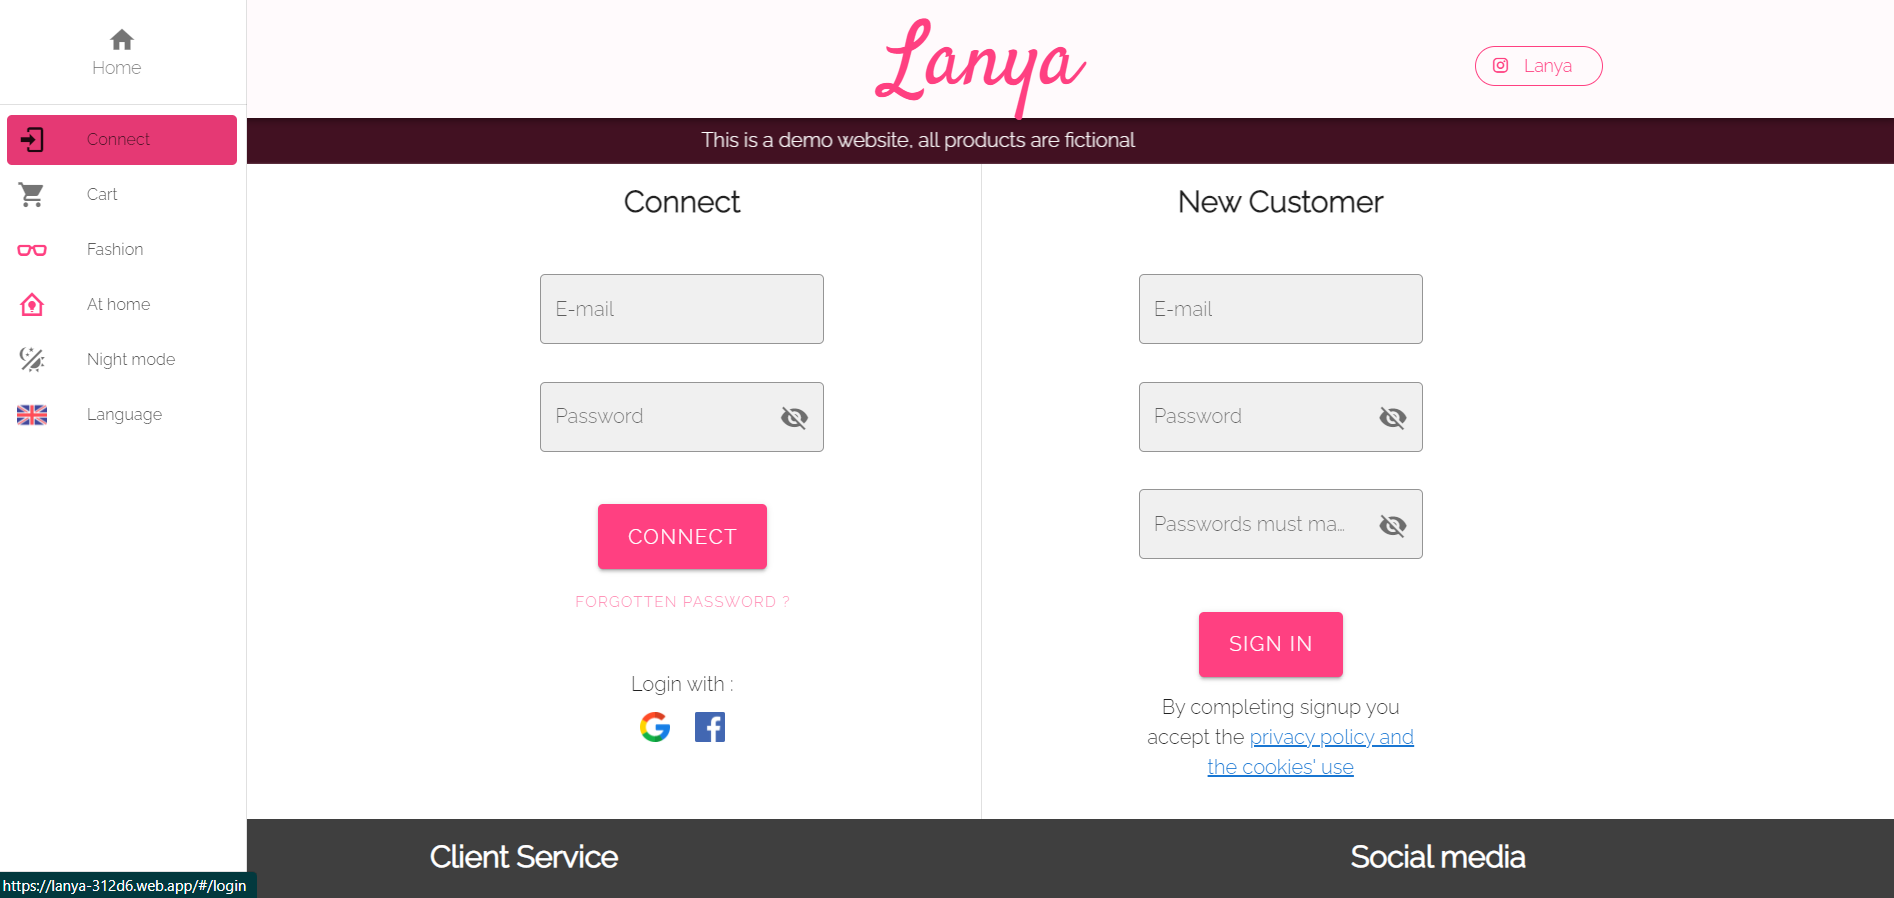 Home
Connect
Cart
Fashion
At home
Night mode
Language
Lanya
Lanya
This is a demo website, all products are fictional
Connect
E-mail
Password
CONNECT
FORGOTTEN PASSWORD ?
Login with :
New Customer
E-mail
Password
Passwords must ma...
SIGN IN
By completing signup you
accept the privacy policy and
the cookies' use
Client Service
Social media
https://lanya-312d6.web.app/#/login